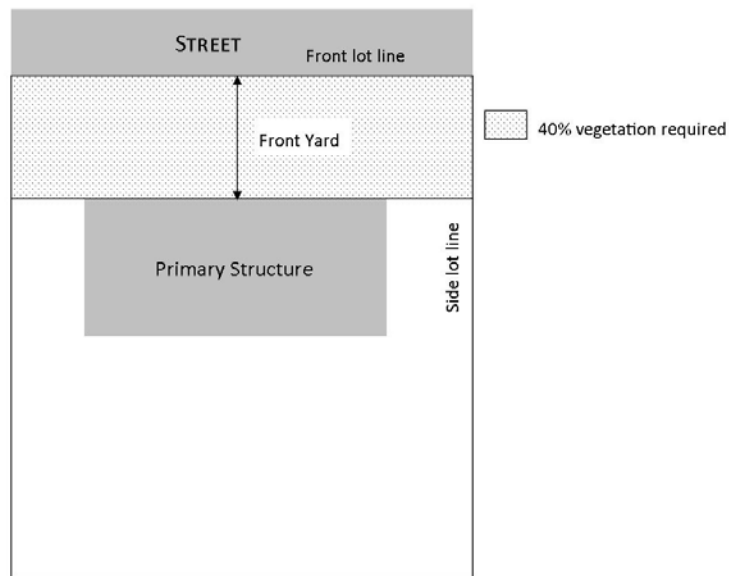 STREET
Front lot line
Front Yard
40% vegetation required
Primary Structure
Side lot line